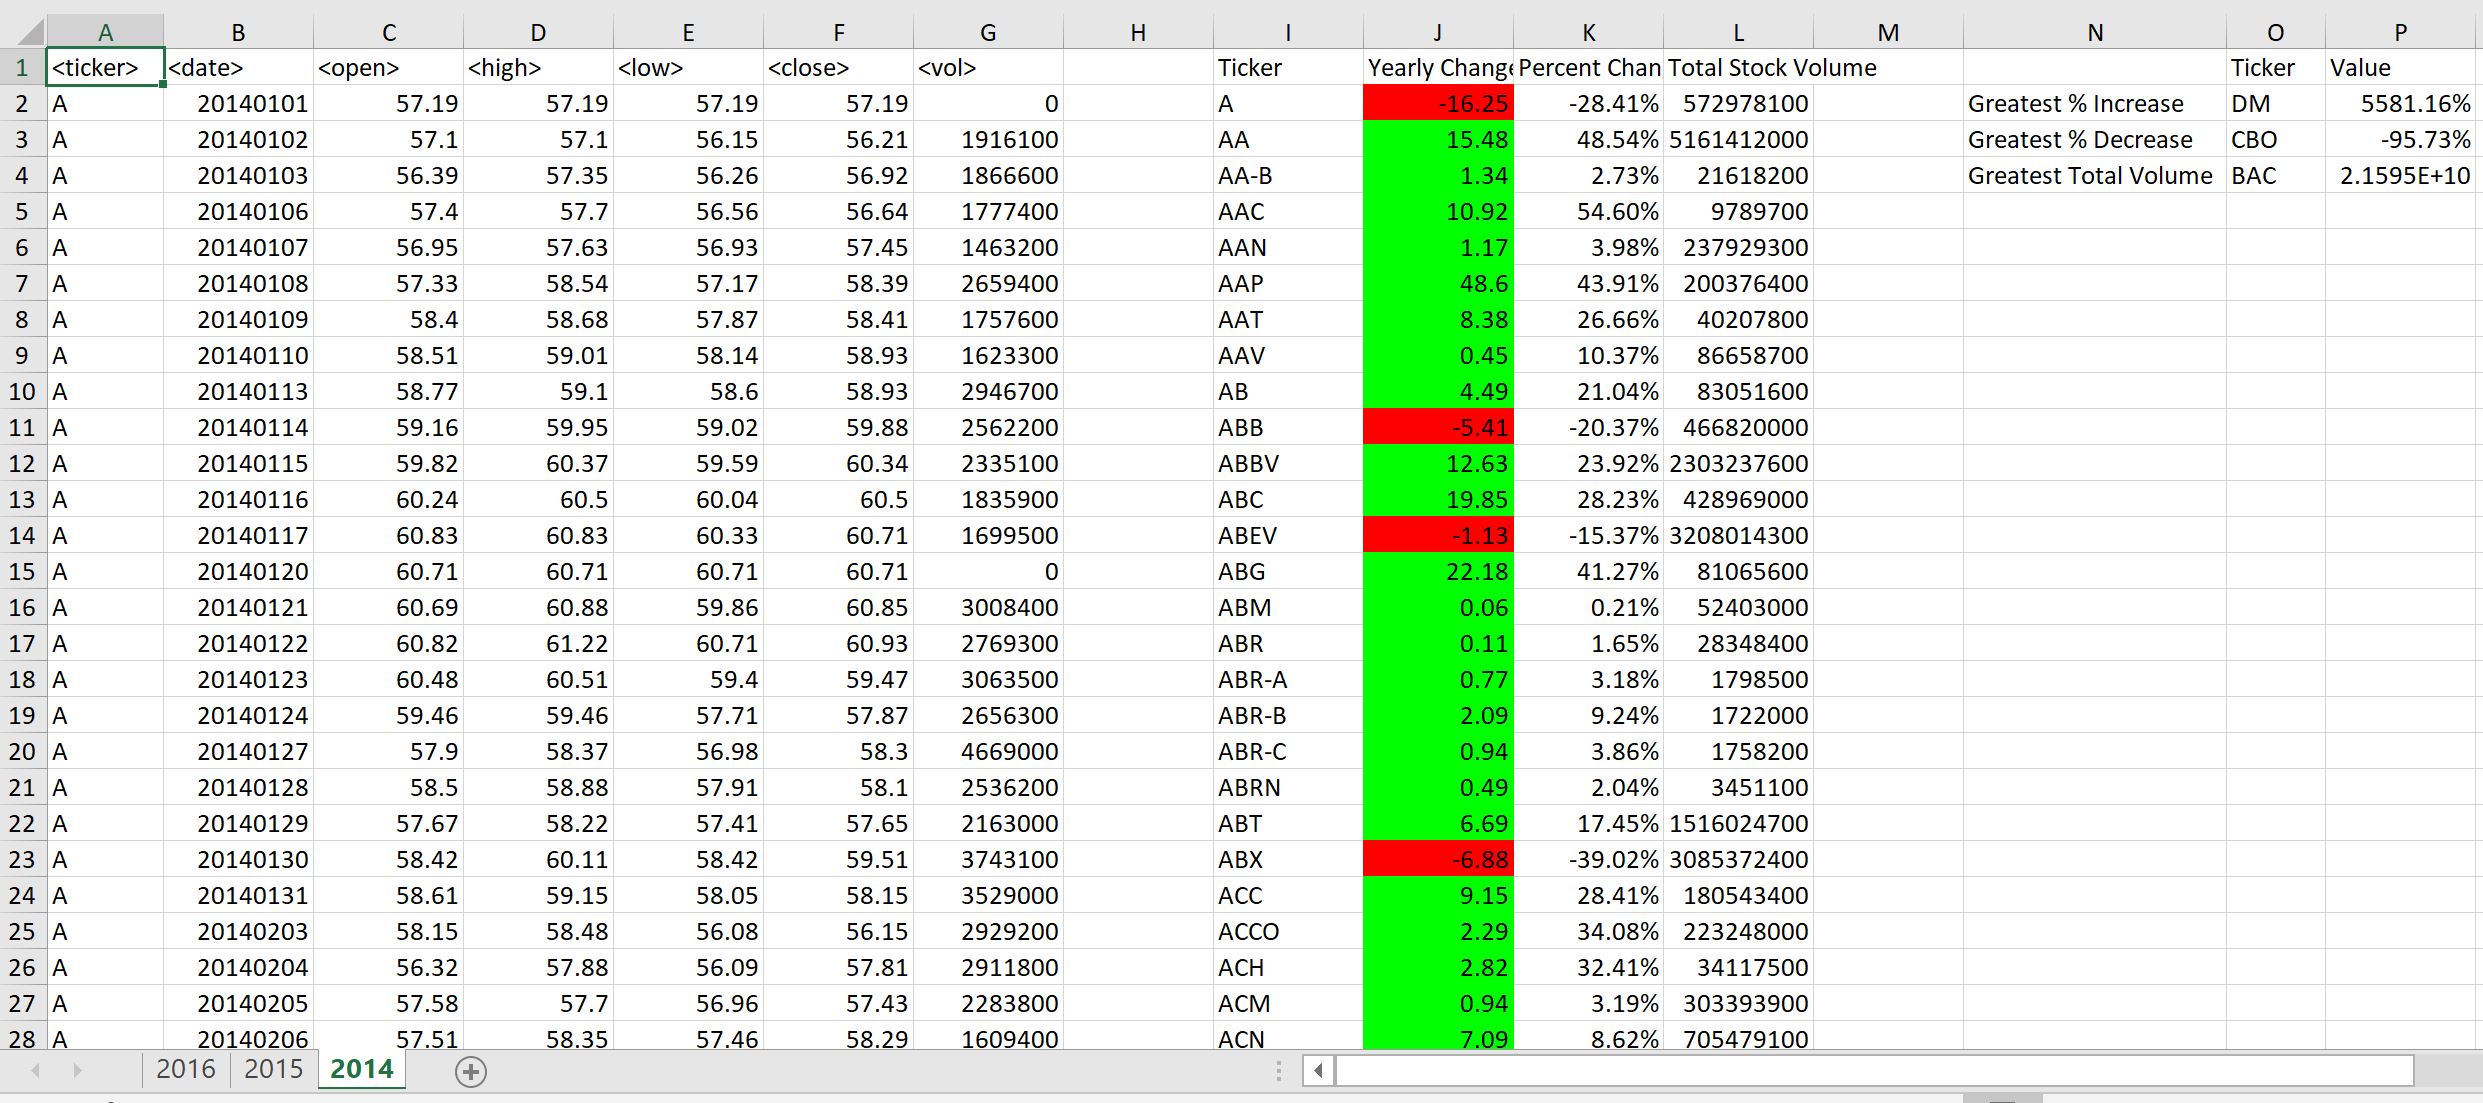 A B C D E F G H I J K L M N O P
1 <ticker> <date> <open> <high> <low> <close> <vol> Ticker Yearly Change Percent Chan Total Stock Volume Ticker Value
2 A 20140101 57.19 57.19 57.19 57.19 0 A -16.25 -28.41% 572978100 Greatest % Increase DM 5581.16%
3 A 20140102 57.1 57.1 56.15 56.21 1916100 AA 15.48 48.54% 5161412000 Greatest % Decrease CBO -95.73%
4 A 20140103 56.39 57.35 56.26 56.92 1866600 AA-B 1.34 2.73% 21618200 Greatest Total Volume BAC 2.1595E+10
5 A 20140106 57.4 57.7 56.56 56.64 1777400 AAC 10.92 54.60% 9789700
6 A 20140107 56.95 57.63 56.93 57.45 1463200 AAN 1.17 3.98% 237929300
7 A 20140108 57.33 58.54 57.17 58.39 2659400 AAP 48.6 43.91% 200376400
8 A 20140109 58.4 58.68 57.87 58.41 1757600 AAT 8.38 26.66% 40207800
9 A 20140110 58.51 59.01 58.14 58.93 1623300 AAV 0.45 10.37% 86658700
10 A 20140113 58.77 59.1 58.6 58.93 2946700 AB 4.49 21.04% 83051600
11 A 20140114 59.16 59.95 59.02 59.88 2562200 ABB -5.41 -20.37% 466820000
12 A 20140115 59.82 60.37 59.59 60.34 2335100 ABBV 12.63 23.92% 2303237600
13 A 20140116 60.24 60.5 60.04 60.5 1835900 ABC 19.85 28.23% 428969000
14 A 20140117 60.83 60.83 60.33 60.71 1699500 ABEV -1.13 -15.37% 3208014300
15 A 20140120 60.71 60.71 60.71 60.71 0 ABG 22.18 41.27% 81065600
16 A 20140121 60.69 60.88 59.86 60.85 3008400 ABM 0.06 0.21% 52403000
17 A 20140122 60.82 61.22 60.71 60.93 2769300 ABR 0.11 1.65% 28348400
18 A 20140123 60.48 60.51 59.4 59.47 3063500 ABR-A 0.77 3.18% 1798500
19 A 20140124 59.46 59.46 57.71 57.87 2656300 ABR-B 2.09 9.24% 1722000
20 A 20140127 57.9 58.37 56.98 58.3 4669000 ABR-C 0.94 3.86% 1758200
21 A 20140128 58.5 58.88 57.91 58.1 2536200 ABRN 0.49 2.04% 3451100
22 A 20140129 57.67 58.22 57.41 57.65 2163000 ABT 6.69 17.45% 1516024700
23 A 20140130 58.42 60.11 58.42 59.51 3743100 ABX -6.88 -39.02% 3085372400
24 A 20140131 58.61 59.15 58.05 58.15 3529000 ACC 9.15 28.41% 180543400
25 A 20140203 58.15 58.48 56.08 56.15 2929200 ACCO 2.29 34.08% 223248000
26 A 20140204 56.32 57.88 56.09 57.81 2911800 ACH 2.82 32.41% 34117500
27 A 20140205 57.58 57.7 56.96 57.43 2283800 ACM 0.94 3.19% 303393900
28 A 20140206 57.51 58.35 57.46 58.29 1609400 ACN 7.09 8.62% 705479100
2016 2015 2014